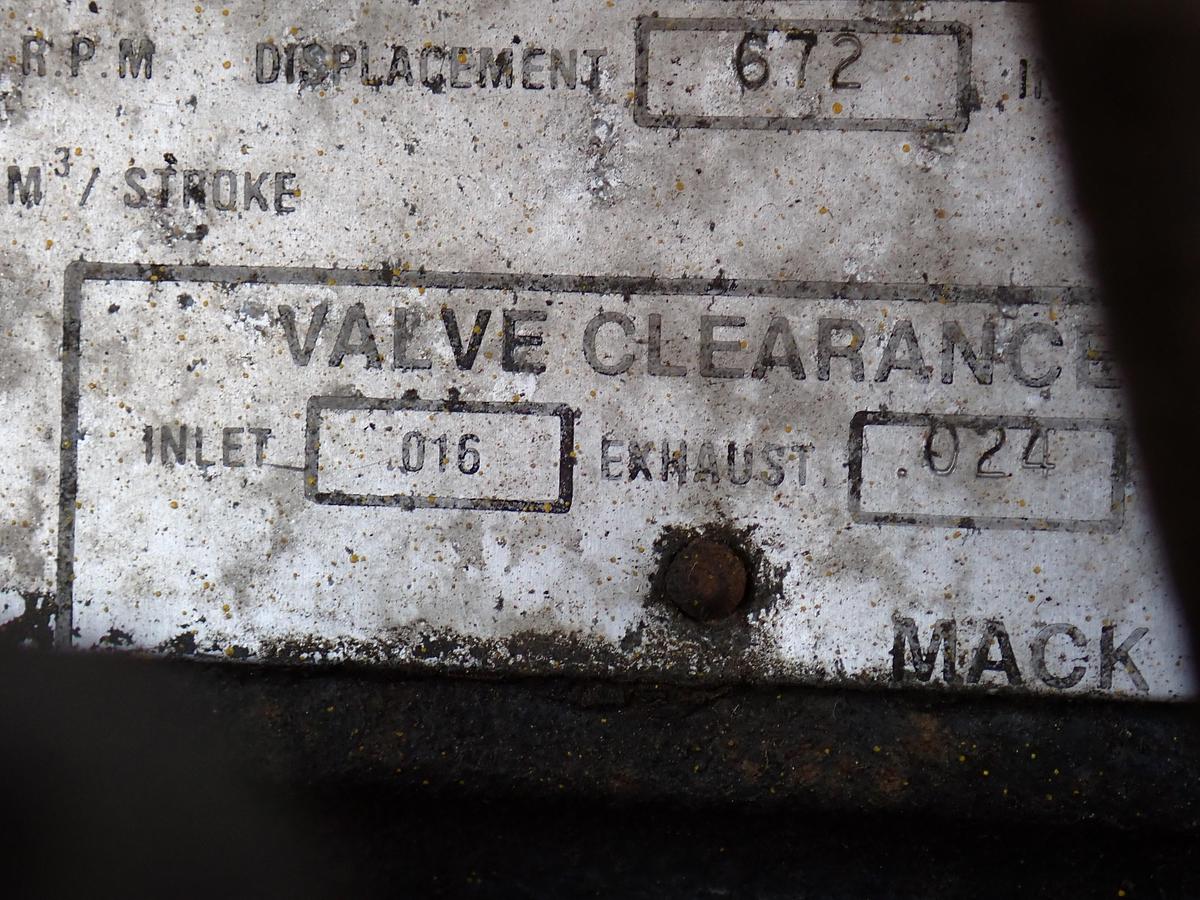 R.P.M DISPLACEMENT 672
M³/ STROKE
VALVE CLEARANCE
INLET .016 EXHAUST .024
MACK